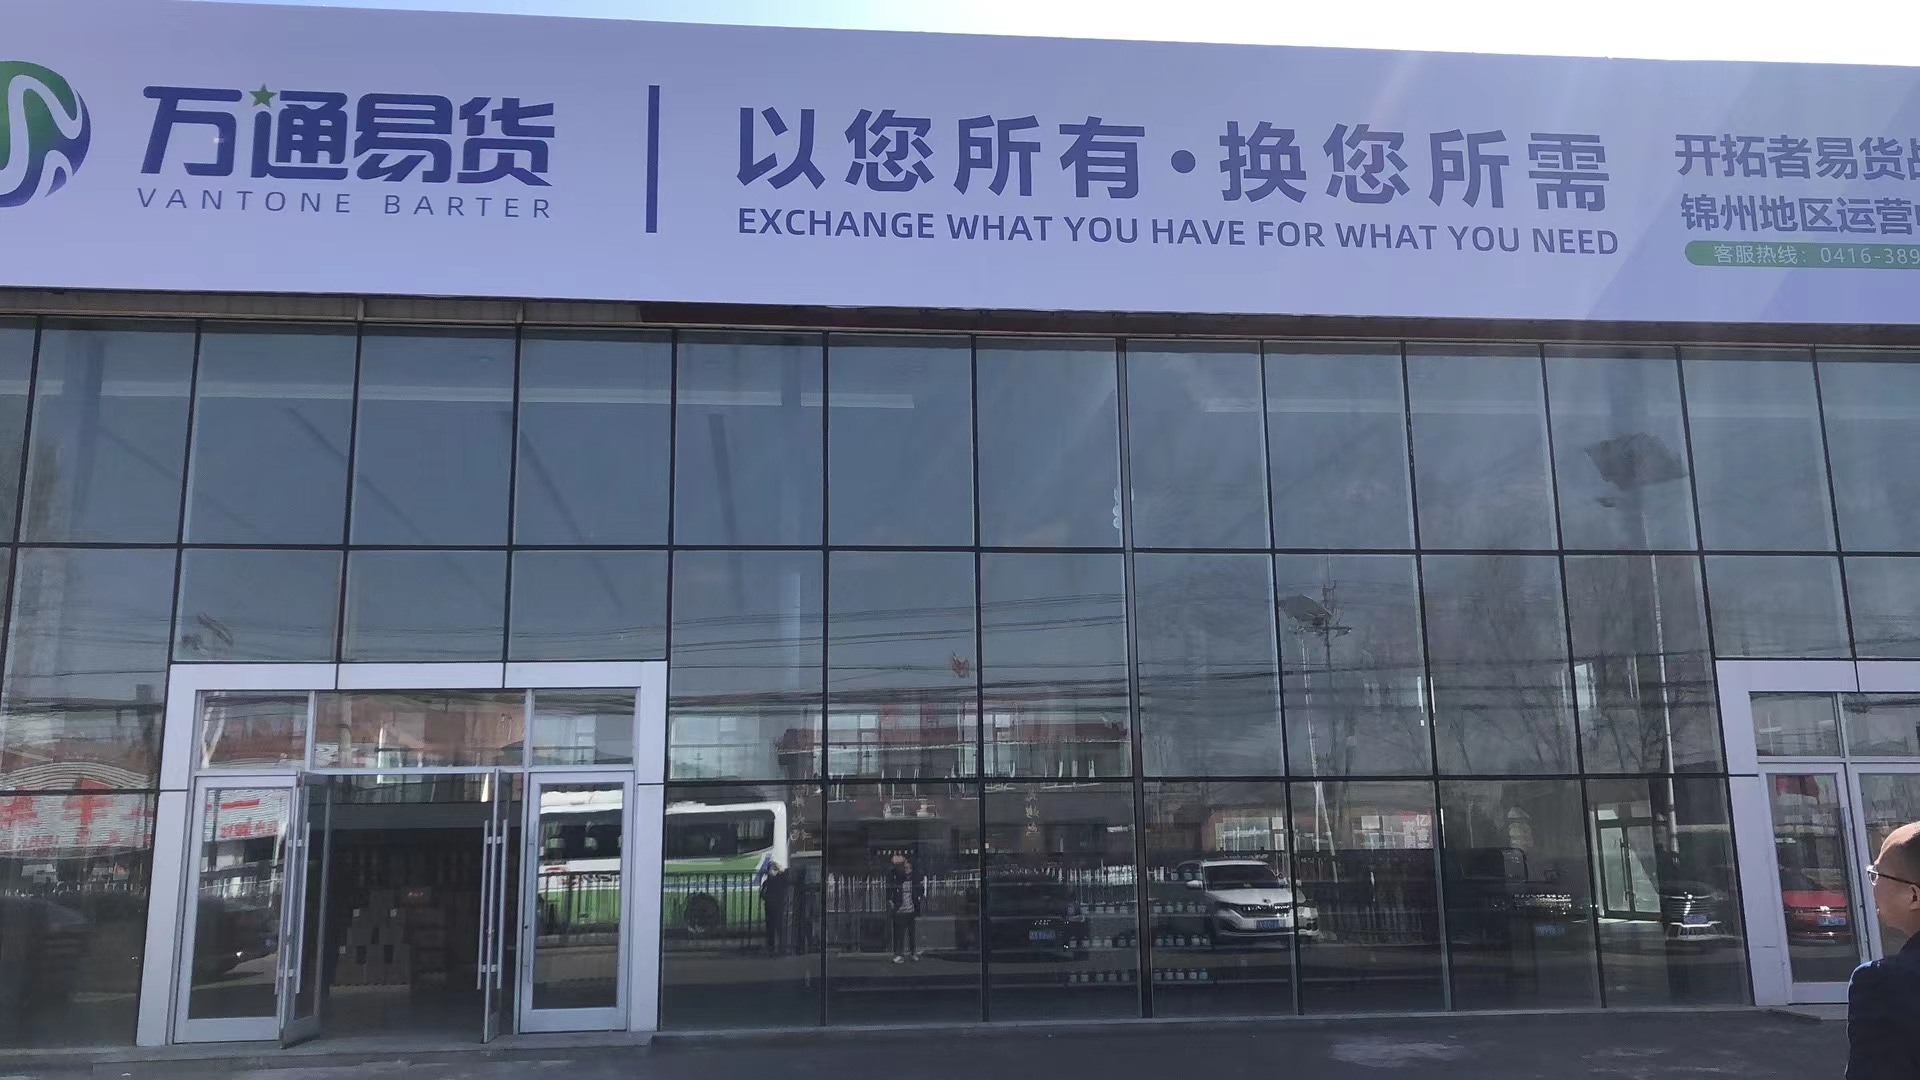 万通易货
VANTONE BARTER
以您所有·换您所需
EXCHANGE WHAT YOU HAVE FOR WHAT YOU NEED
开拓者易货
锦州地区运营
客服热线：0416-389